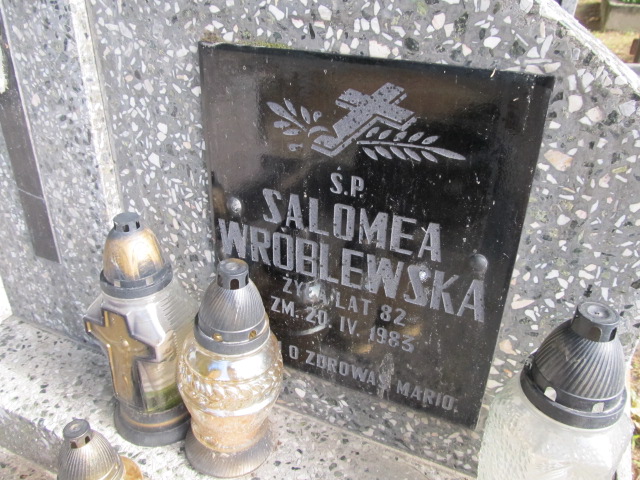 Ś.P.
SALOMEA
WRÓBLEWSKA
ŻYŁA LAT 82
ZM. 20. IV. 1983
O ZDROWAŚ MARIO